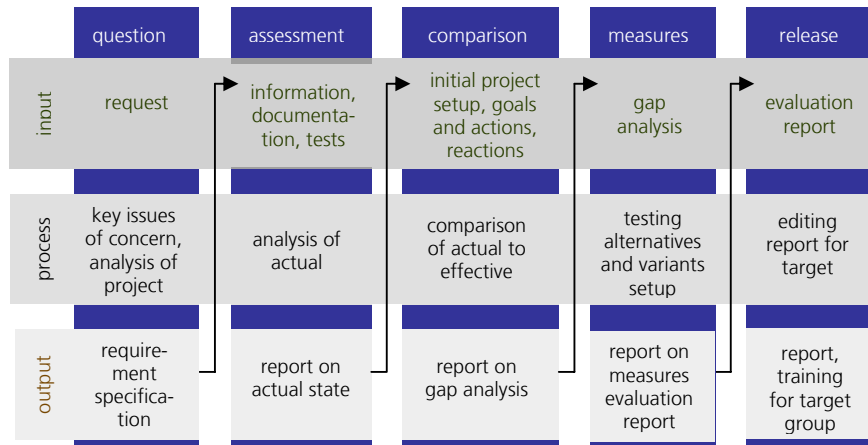 question
assessment
comparison
measures
release
input
request
information,
documenta-
tion, tests
initial project
setup, goals
and actions,
reactions
gap
analysis
evaluation
report
process
key issues
of concern,
analysis of
project
analysis of
actual
comparison
of actual to
effective
testing
alternatives
and variants
setup
editing
report for
target
output
require-
ment
specifica-
tion
report on
actual state
report on
gap analysis
report on
measures
evaluation
report
report,
training
for target
group